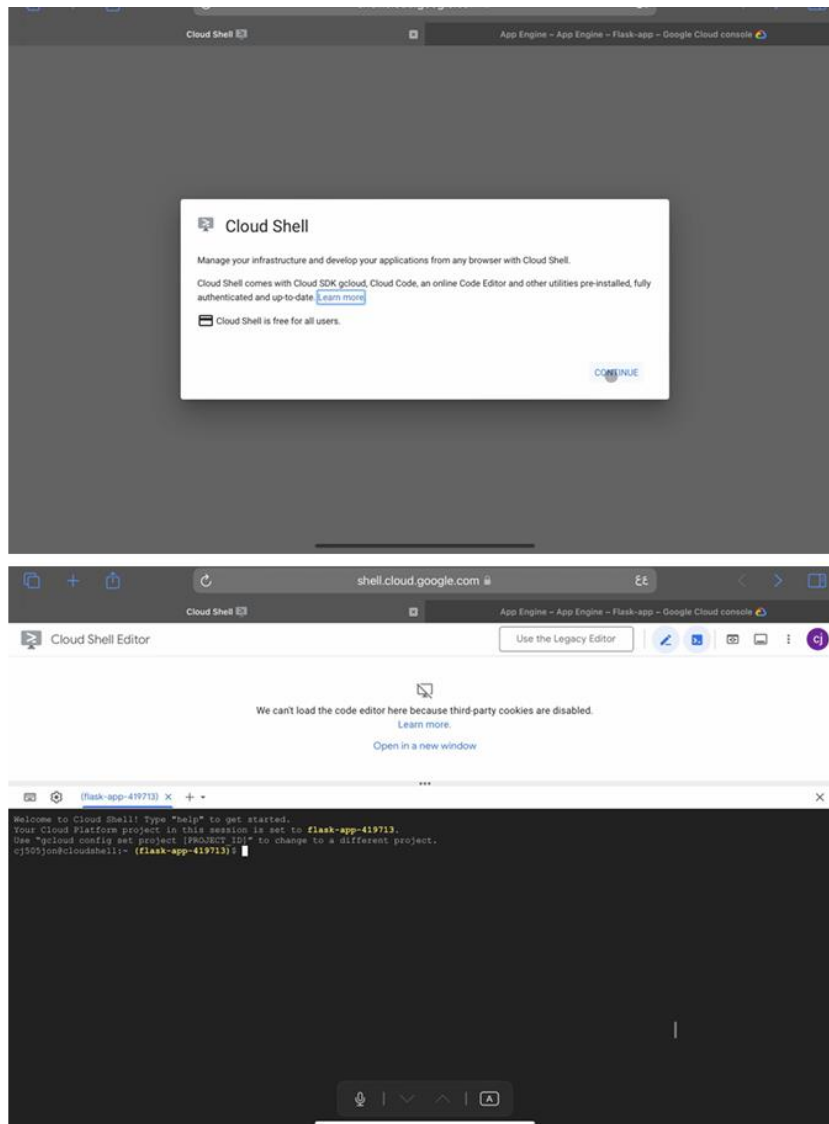 Cloud Shell
App Engine – App Engine – Flask-app – Google Cloud console
Cloud Shell
Manage your infrastructure and develop your applications from any browser with Cloud Shell.
Cloud Shell comes with Cloud SDK gcloud, Cloud Code, an online Code Editor and other utilities pre-installed, fully
authenticated and up-to-date. Learn more
Cloud Shell is free for all users.
CONTINUE
shell.cloud.google.com
Cloud Shell
App Engine – App Engine – Flask-app – Google Cloud console
Cloud Shell Editor
Use the Legacy Editor
cj
We can't load the code editor here because third-party cookies are disabled.
Learn more.
Open in a new window
(flask-app-419713)
Welcome to Cloud Shell! Type "help" to get started.
Your Cloud Platform project in this session is set to flask-app-419713.
Use "gcloud config set project [PROJECT_ID]" to change to a different project.
cj505jon@cloudshell:~ (flask-app-419713)$
A